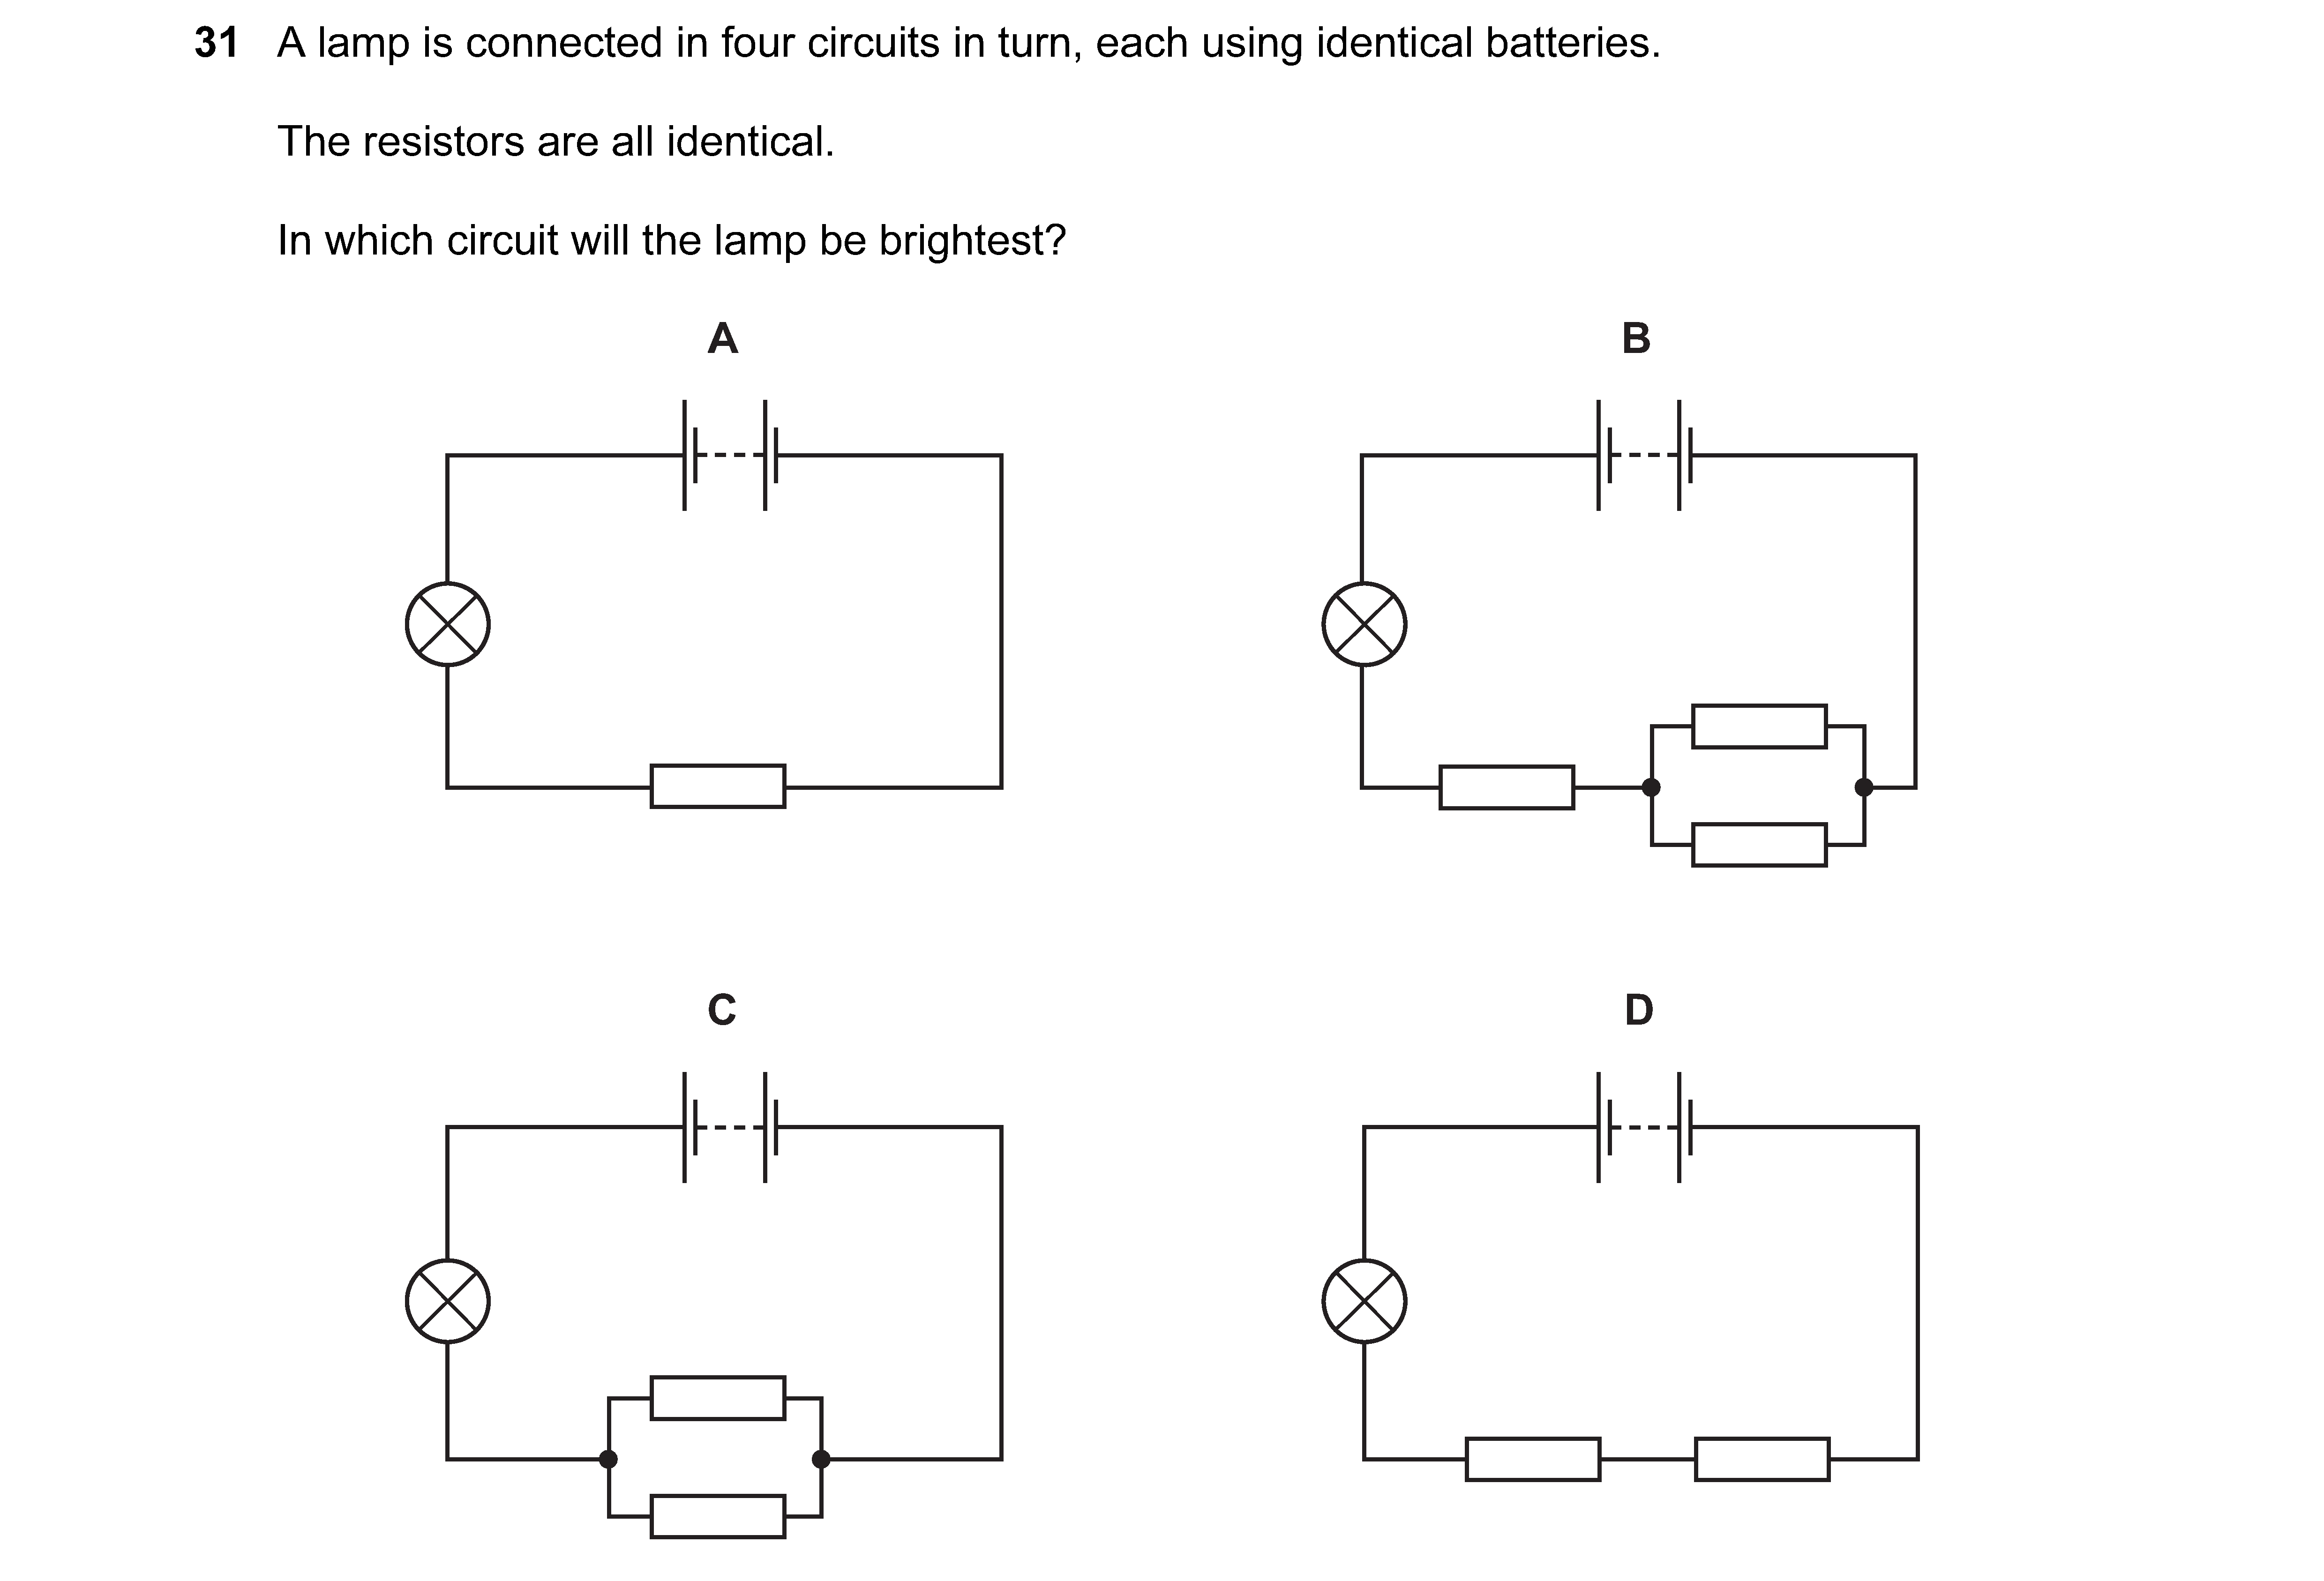 31 A lamp is connected in four circuits in turn, each using identical batteries.
The resistors are all identical.
In which circuit will the lamp be brightest?
A
B
C
D